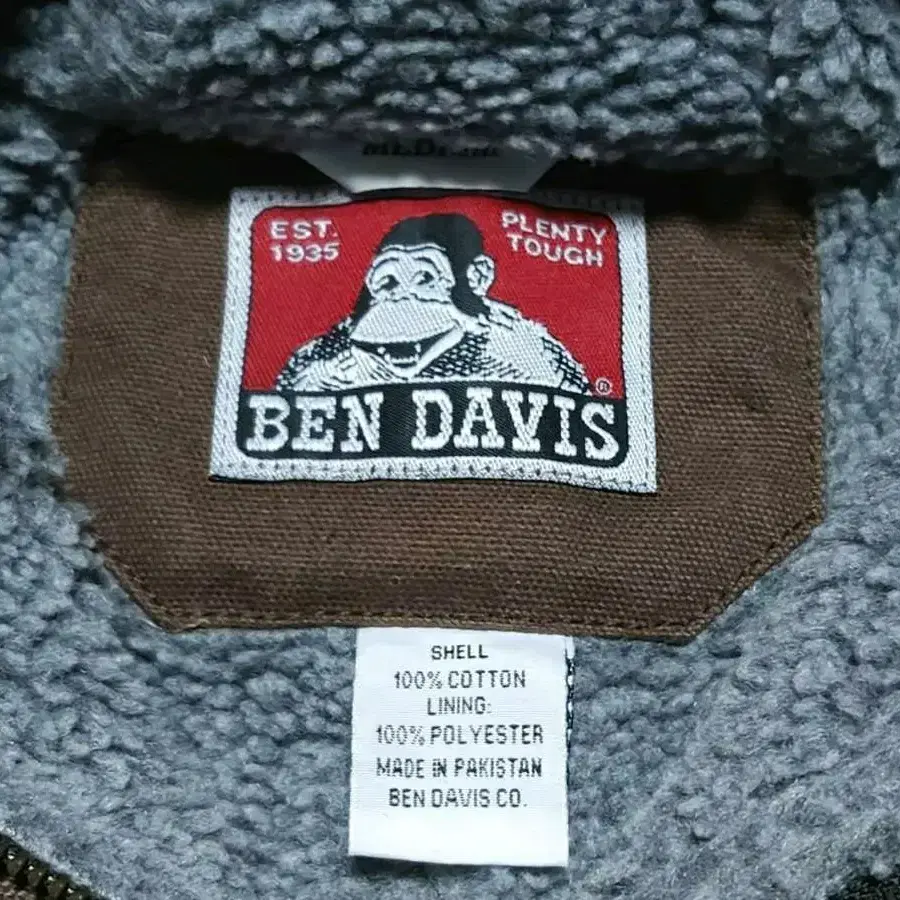 EST.
1935
PLENTY
TOUGH
®
BEN DAVIS
SHELL
100% COTTON
LINING:
100% POLYESTER
MADE IN PAKISTAN
BEN DAVIS CO.